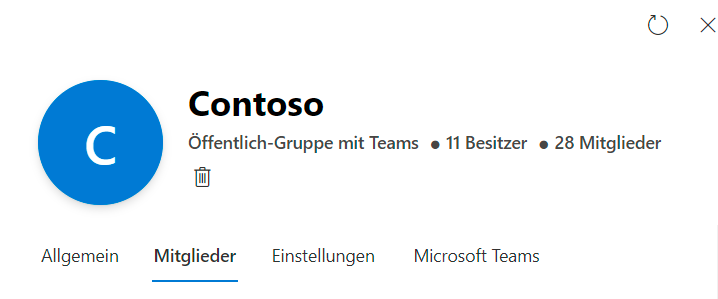 C
Contoso
Öffentlich-Gruppe mit Teams ● 11 Besitzer ● 28 Mitglieder
Allgemein Mitglieder Einstellungen Microsoft Teams